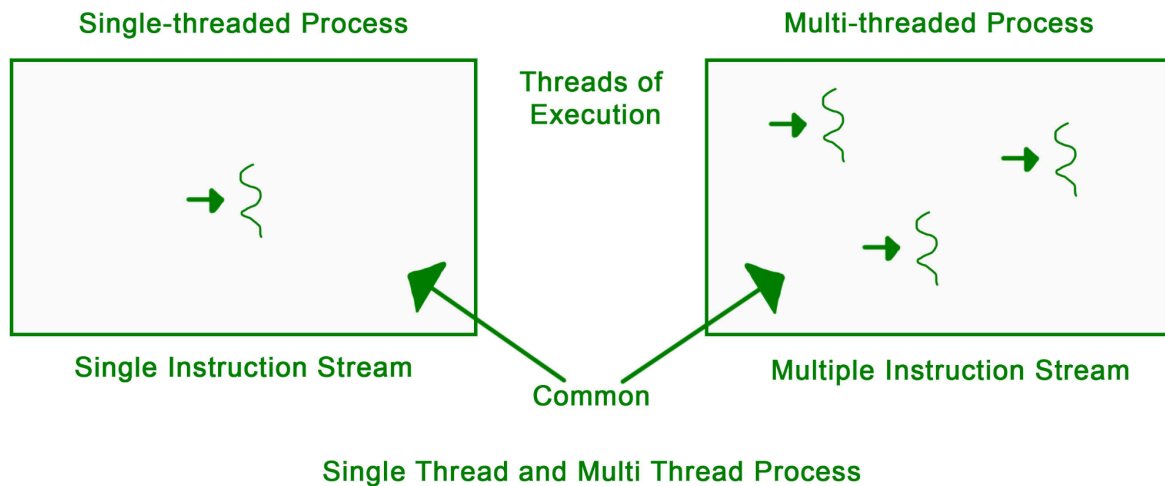 Single-threaded Process
Multi-threaded Process
Threads of
Execution
Single Instruction Stream
Multiple Instruction Stream
Common
Single Thread and Multi Thread Process